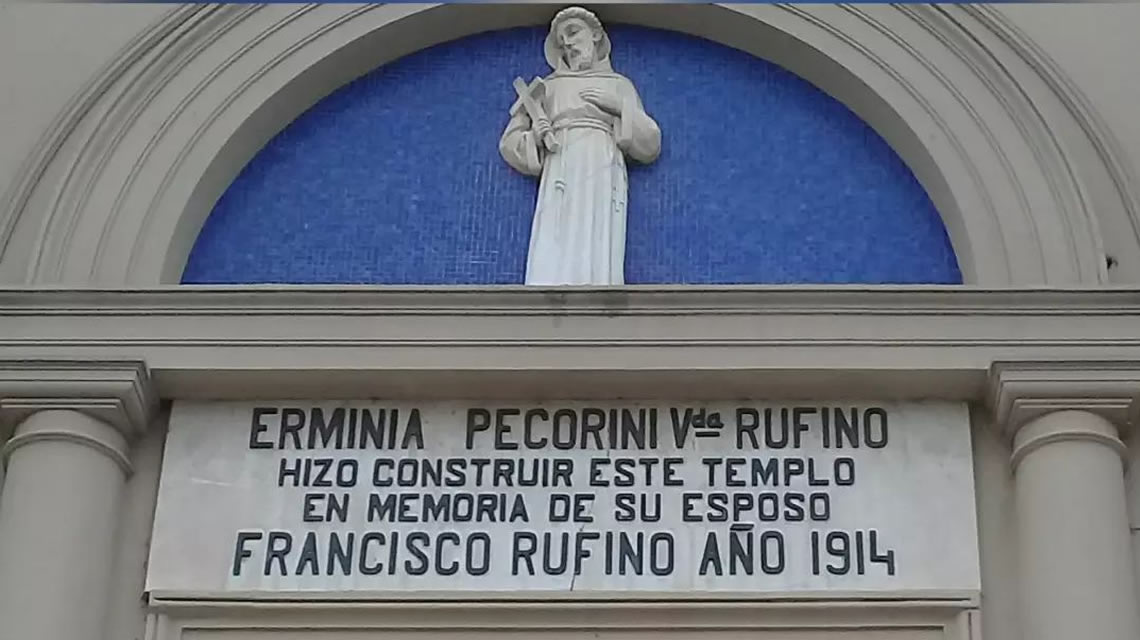 ERMINIA PECORINI Vda RUFINO
HIZO CONSTRUIR ESTE TEMPLO
EN MEMORIA DE SU ESPOSO
FRANCISCO RUFINO AÑO 1914